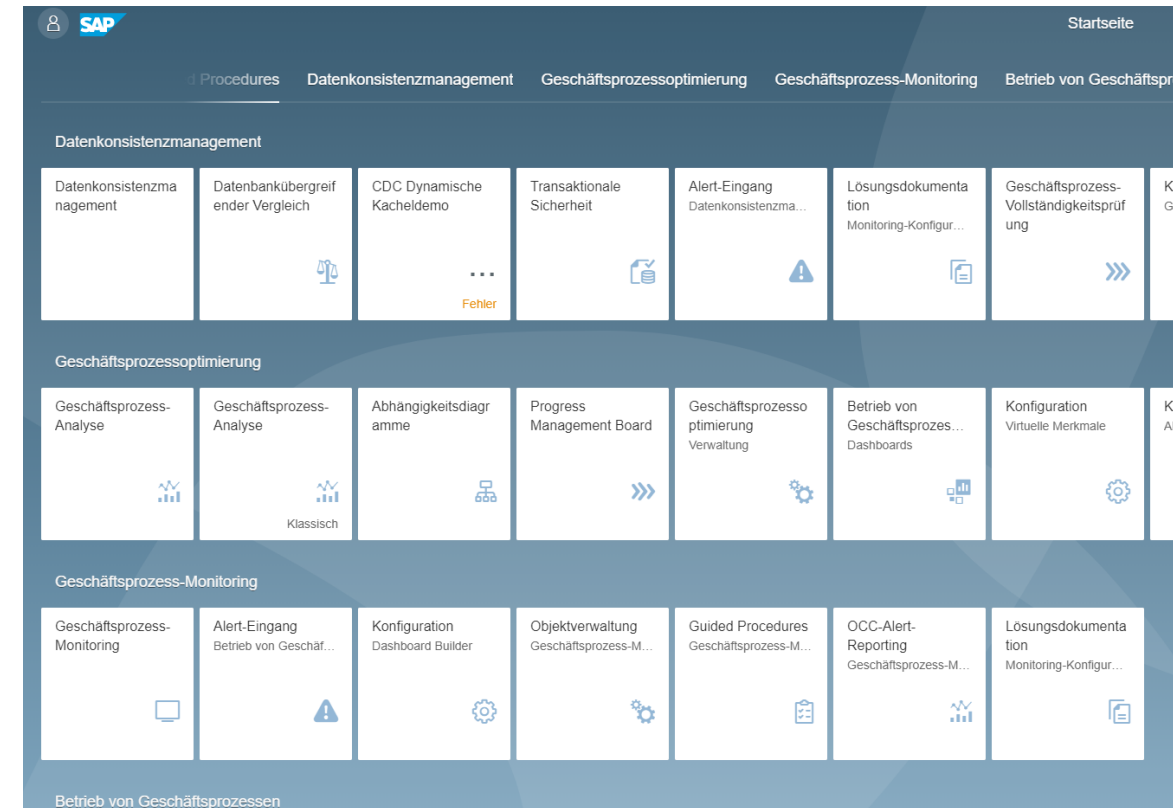 SAP
Startseite
Procedures Datenkonsistenzmanagement Geschäftsprozessoptimierung Geschäftsprozess-Monitoring Betrieb von Geschäftspr
Datenkonsistenzmanagement
Datenkonsistenzma
nagement
Datenbankübergreif
ender Vergleich
CDC Dynamische
Kacheldemo
...
Fehler
Transaktionale
Sicherheit
Alert-Eingang
Datenkonsistenzma...
Lösungsdokumenta
tion
Monitoring-Konfigur...
Geschäftsprozess-
Vollständigkeitsprüf
ung
K
G
Geschäftsprozessoptimierung
Geschäftsprozess-
Analyse
Geschäftsprozess-
Analyse
Klassisch
Abhängigkeitsdiagr
amme
Progress
Management Board
Geschäftsprozesso
ptimierung
Verwaltung
Betrieb von
Geschäftsprozes...
Dashboards
Konfiguration
Virtuelle Merkmale
K
Al
Geschäftsprozess-Monitoring
Geschäftsprozess-
Monitoring
Alert-Eingang
Betrieb von Geschäf...
Konfiguration
Dashboard Builder
Objektverwaltung
Geschäftsprozess-M...
Guided Procedures
Geschäftsprozess-M...
OCC-Alert-
Reporting
Geschäftsprozess-M...
Lösungsdokumenta
tion
Monitoring-Konfigur...
Betrieb von Geschäftsprozessen